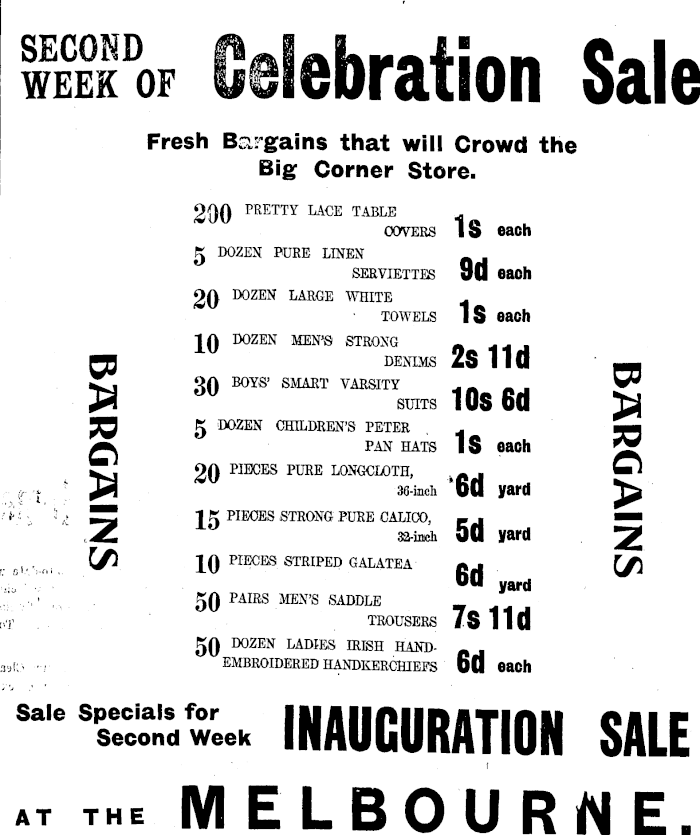 SECOND
WEEK OF Celebration Sale
Fresh Bargains that will Crowd the
Big Corner Store.
200 PRETTY LACE TABLE
COVERS 1s each
5 DOZEN PURE LINEN
SERVIETTES 9d each
20 DOZEN LARGE WHITE
TOWELS 1s each
10 DOZEN MEN'S STRONG
DENIMS 2s 11d
30 BOYS' SMART VARSITY
SUITS 10s 6d
5 DOZEN CHILDREN'S PETER
PAN HATS 1s each
20 PIECES PURE LONGCLOTH,
36-inch 6d yard
15 PIECES STRONG PURE CALICO,
32-inch 5d yard
10 PIECES STRIPED GALATEA
6d yard
50 PAIRS MEN'S SADDLE
TROUSERS 7s 11d
50 DOZEN LADIES IRISH HAND-
EMBROIDERED HANDKERCHIEFS 6d each
BARGAINS
BARGAINS
Sale Specials for
Second Week INAUGURATION SALE
AT THE MELBOURNE.